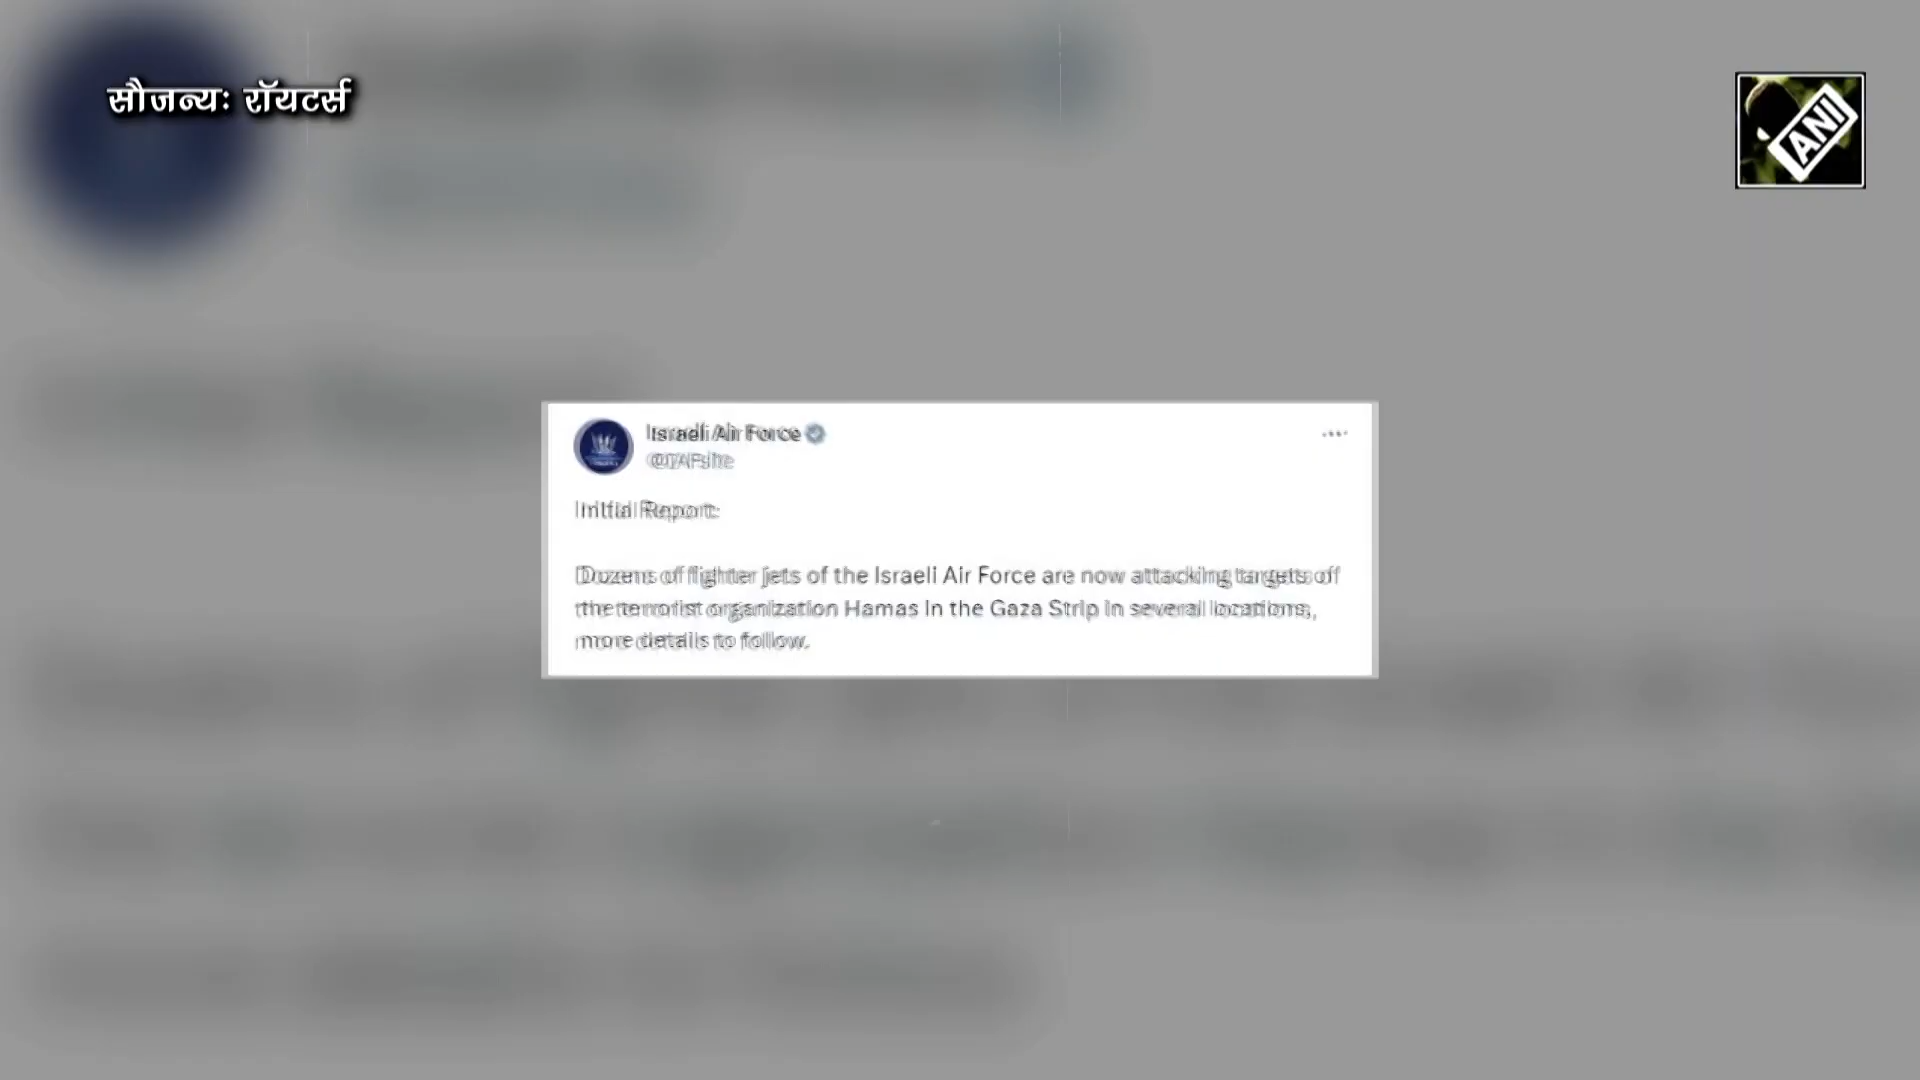 सौजन्यः रॉयटर्स
ANI
Israeli Air Force
@IAFsite
Initial Report:
Dozens of fighter jets of the Israeli Air Force are now attacking targets of
the terrorist organization Hamas in the Gaza Strip in several locations,
more details to follow.